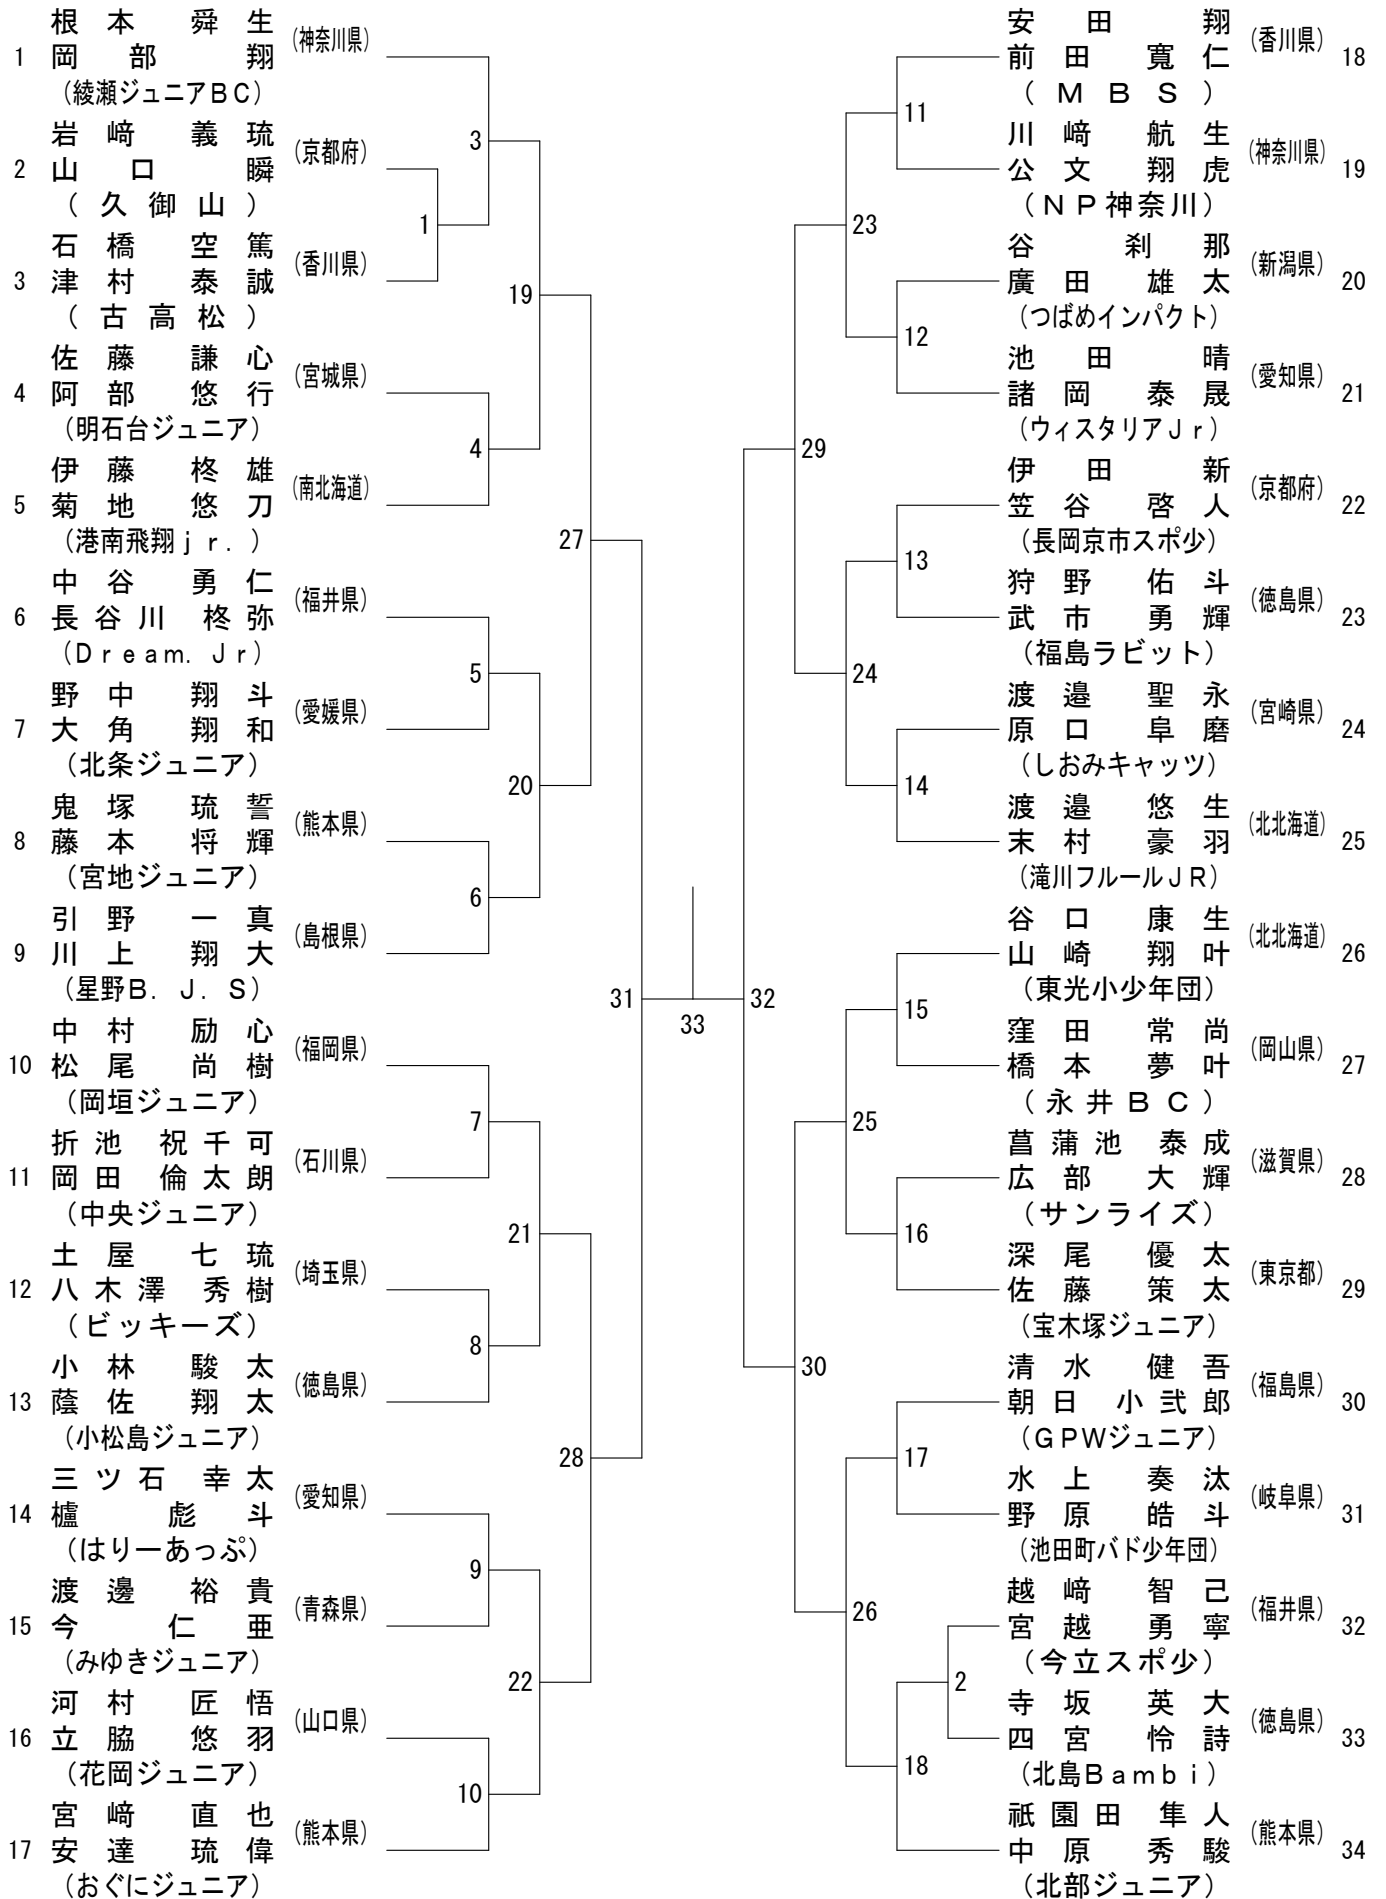 根本 舜生 (神奈川県)
1 岡部 翔
(綾瀬ジュニアBC)
岩﨑 義琉 (京都府)
2 山口 瞬
(久御山)
石橋 空篤 (香川県)
3 津村 泰誠
(古高松)
佐藤 謙心 (宮城県)
4 阿部 悠行
(明石台ジュニア)
伊藤 柊雄 (南北海道)
5 菊地 悠刀
(港南飛翔jr.)
中谷 勇仁 (福井県)
6 長谷川 柊弥
(Dream.Jr)
野中 翔斗 (愛媛県)
7 大角 翔和
(北条ジュニア)
鬼塚 琉誓 (熊本県)
8 藤本 将輝
(宮地ジュニア)
引野 一真 (島根県)
9 川上 翔大
(星野B.J.S)
中村 励心 (福岡県)
10 松尾 尚樹
(岡垣ジュニア)
折池 祝千可 (石川県)
11 岡田 倫太朗
(中央ジュニア)
土屋 七琉 (埼玉県)
12 八木澤 秀樹
(ビッキーズ)
小林 駿太 (徳島県)
13 蔭佐 翔太
(小松島ジュニア)
三ツ石 幸太 (愛知県)
14 櫨 彪斗
(はりーあっぷ)
渡邊 裕貴 (青森県)
15 今 仁亜
(みゆきジュニア)
河村 匠悟 (山口県)
16 立脇 悠羽
(花岡ジュニア)
宮﨑 直也 (熊本県)
17 安達 琉偉
(おぐにジュニア)
3
1
19
4
27
5
20
6
31
7
21
8
28
9
22
10
33
32
11
23
12
29
13
24
14
15
25
16
30
17
26
2
18
安田 翔 (香川県)
前田 寛仁 18
(MBS)
川﨑 航生 (神奈川県)
公文 翔虎 19
(NP神奈川)
谷 刹那 (新潟県)
廣田 雄太 20
(つばめインパクト)
池田 晴 (愛知県)
諸岡 泰晟 21
(ウィスタリアJr)
伊田 新 (京都府)
笠谷 啓人 22
(長岡京市スポ少)
狩野 佑斗 (徳島県)
武市 勇輝 23
(福島ラビット)
渡邉 聖永 (宮崎県)
原口 阜磨 24
(しおみキャッツ)
渡邉 悠生 (北北海道)
末村 豪羽 25
(滝川フルールJR)
谷口 康生 (北北海道)
山崎 翔叶 26
(東光小少年団)
窪田 常尚 (岡山県)
橋本 夢叶 27
(永井BC)
菖蒲池 泰成 (滋賀県)
広部 大輝 28
(サンライズ)
深尾 優太 (東京都)
佐藤 策太 29
(宝木塚ジュニア)
清水 健吾 (福島県)
朝日 小弐郎 30
(GPWジュニア)
水上 奏汰 (岐阜県)
野原 皓斗 31
(池田町バド少年団)
越﨑 智己 (福井県)
宮越 勇寧 32
(今立スポ少)
寺坂 英大 (徳島県)
四宮 怜詩 33
(北島Bambi)
祇園田 隼人 (熊本県)
中原 秀駿 34
(北部ジュニア)